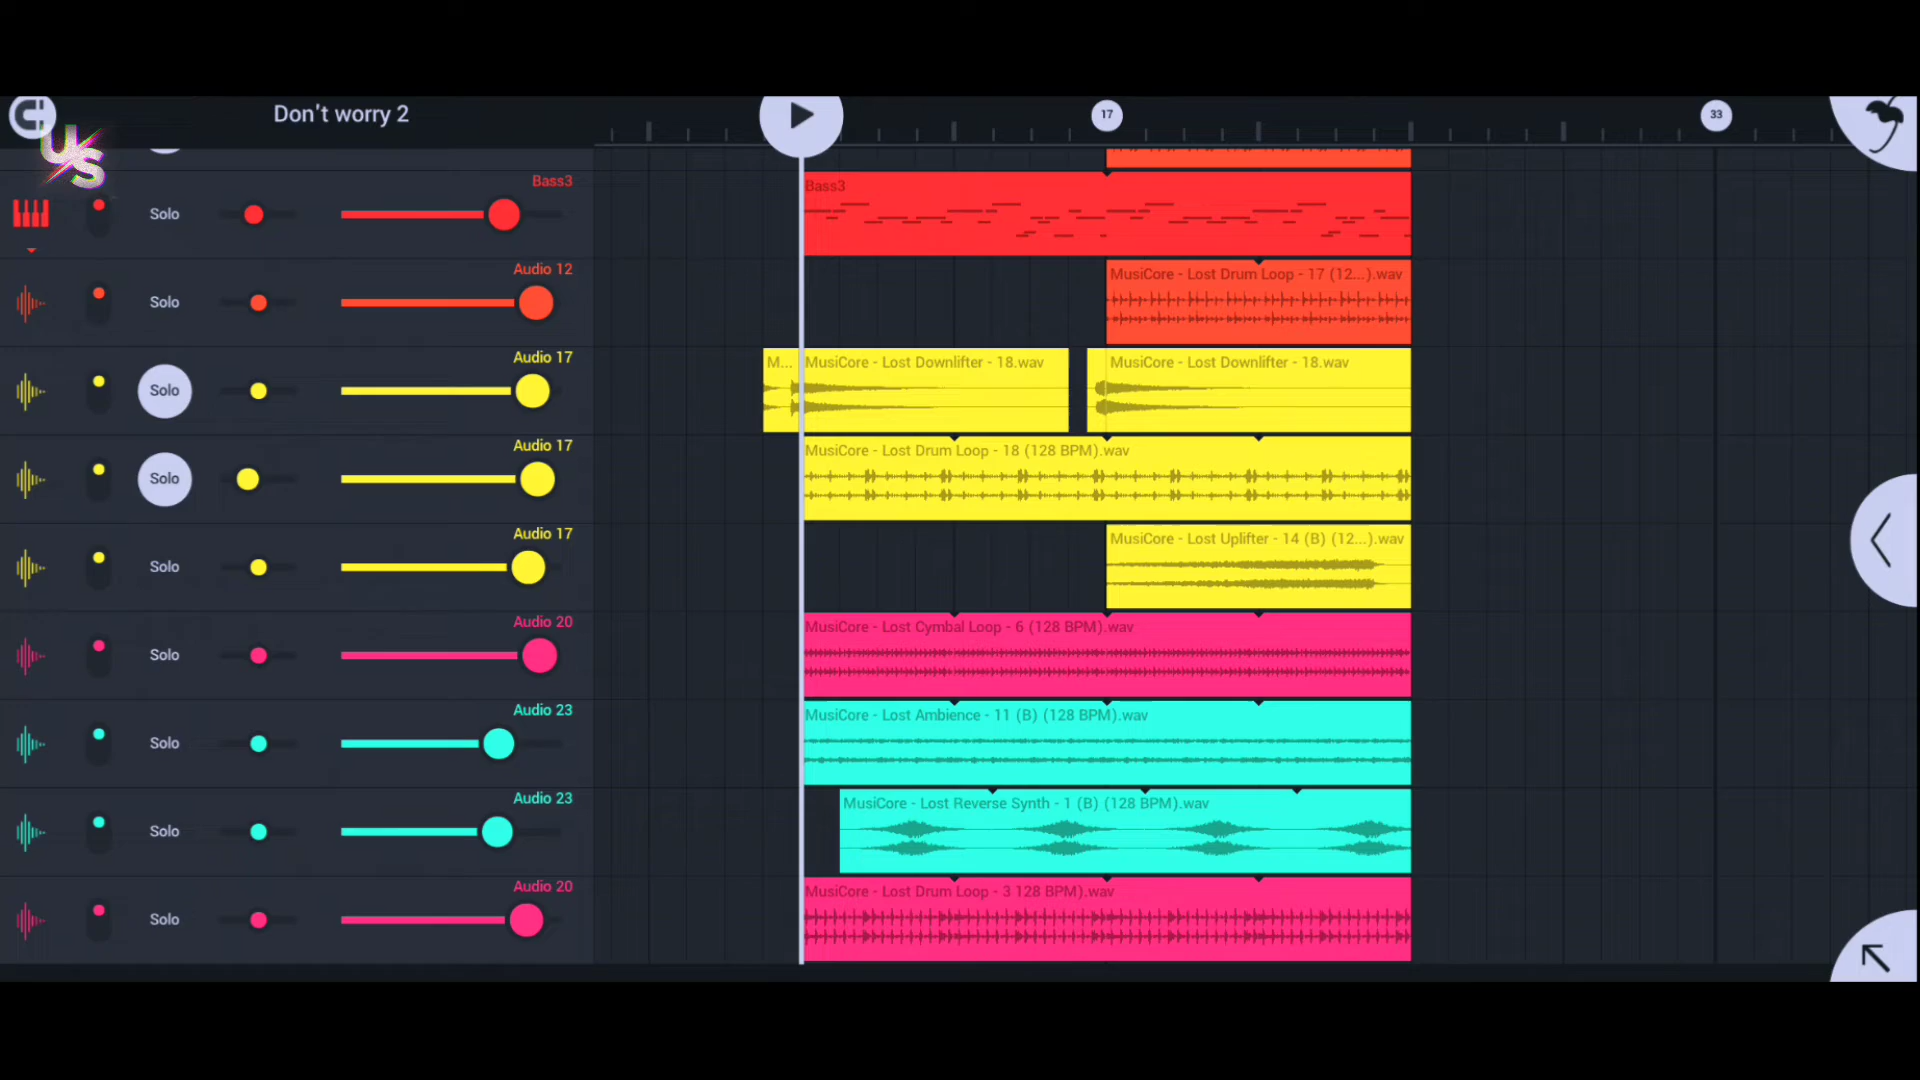 Don't worry 2
17
33
US
Bass3
Solo
Bass3
Audio 12
Solo
MusiCore - Lost Drum Loop - 17 (12...).wav
Audio 17
Solo
M...
MusiCore - Lost Downlifter - 18.wav
MusiCore - Lost Downlifter - 18.wav
Audio 17
Solo
MusiCore - Lost Drum Loop - 18 (128 BPM).wav
Audio 17
Solo
MusiCore - Lost Uplifter - 14 (B) (12...).wav
Audio 20
Solo
MusiCore - Lost Cymbal Loop - 6 (128 BPM).wav
Audio 23
Solo
MusiCore - Lost Ambience - 11 (B) (128 BPM).wav
Audio 23
Solo
MusiCore - Lost Reverse Synth - 1 (B) (128 BPM).wav
Audio 20
Solo
MusiCore - Lost Drum Loop - 3 128 BPM).wav